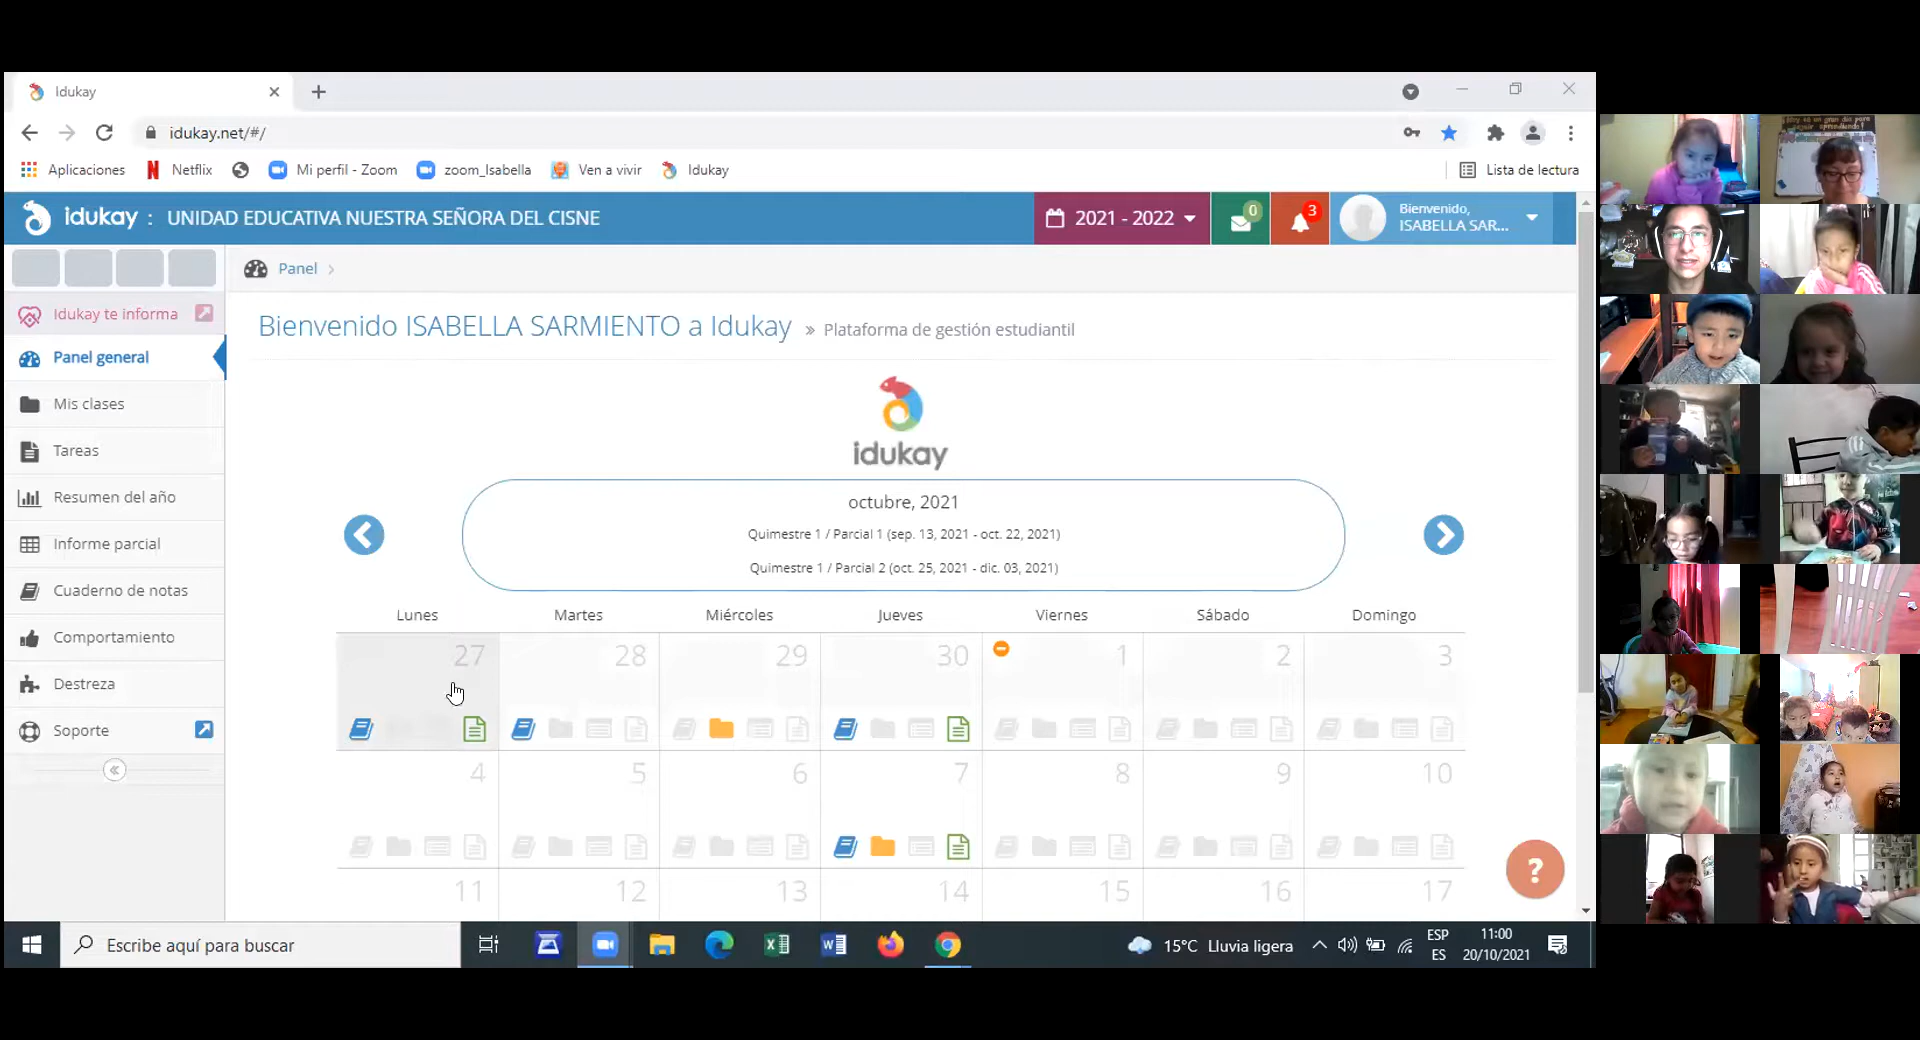 Idukay
idukay.net/#/
Aplicaciones
Netflix
Mi perfil - Zoom
zoom_Isabella
Ven a vivir
Idukay
Lista de lectura
idukay : UNIDAD EDUCATIVA NUESTRA SEÑORA DEL CISNE
2021 - 2022
0
3
Bienvenido,
ISABELLA SAR...
Panel
Idukay te informa
Panel general
Mis clases
Tareas
Resumen del año
Informe parcial
Cuaderno de notas
Comportamiento
Destreza
Soporte
Bienvenido ISABELLA SARMIENTO a Idukay » Plataforma de gestión estudiantil
idukay
octubre, 2021
Quimestre 1 / Parcial 1 (sep. 13, 2021 - oct. 22, 2021)
Quimestre 1 / Parcial 2 (oct. 25, 2021 - dic. 03, 2021)
Lunes Martes Miércoles Jueves Viernes Sábado Domingo
27 28 29 30 1 2 3
4 5 6 7 8 9 10
11 12 13 14 15 16 17
?
Escribe aquí para buscar
15°C Lluvia ligera
ESP
ES
11:00
20/10/2021